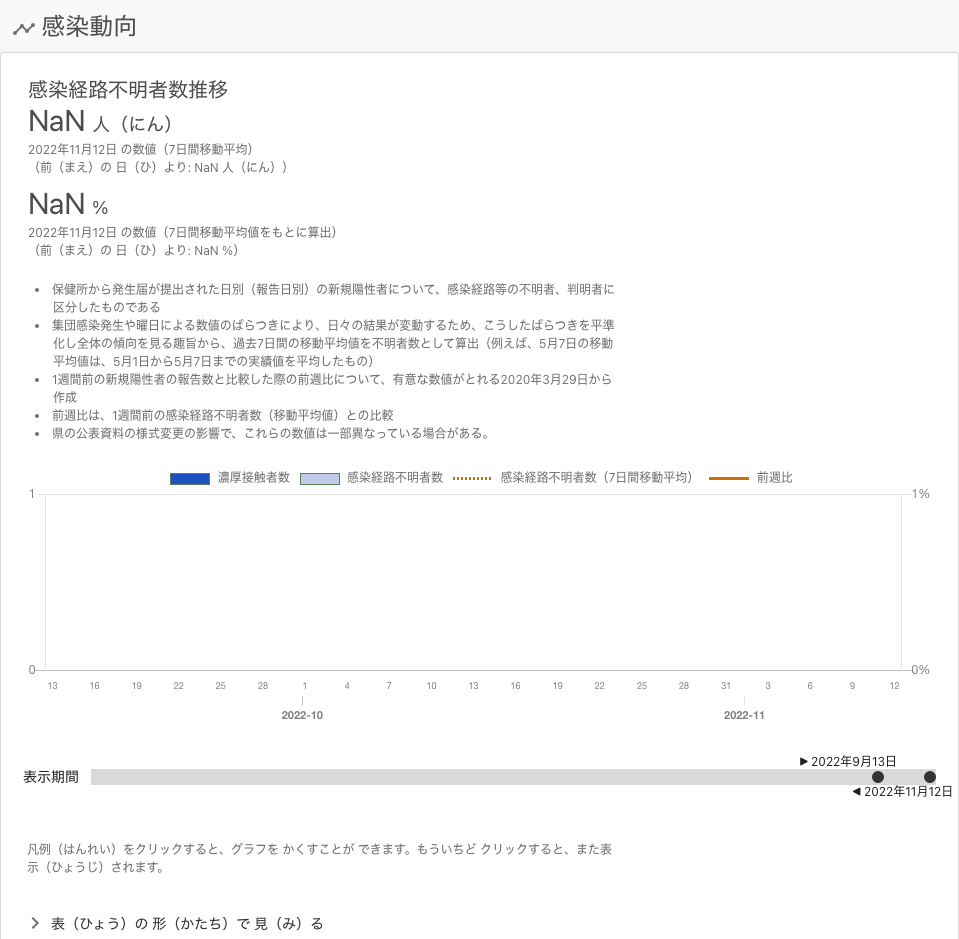 感染動向
感染経路不明者数推移
NaN 人（にん）
2022年11月12日 の数値（7日間移動平均）
（前（まえ）の 日（ひ）より: NaN 人（にん））
NaN %
2022年11月12日 の数値（7日間移動平均値をもとに算出）
（前（まえ）の 日（ひ）より: NaN %）
• 保健所から発生届が提出された日別（報告日別）の新規陽性者について、感染経路等の不明者、判明者に
区分したものである
• 集団感染発生や曜日による数値のばらつきにより、日々の結果が変動するため、こうしたばらつきを平準
化し全体の傾向を見る趣旨から、過去7日間の移動平均値を不明者数として算出（例えば、5月7日の移動
平均値は、5月1日から5月7日までの実績値を平均したもの）
• 1週間前の新規陽性者の報告数と比較した際の前週比について、有意な数値がとれる2020年3月29日から
作成
• 前週比は、1週間前の感染経路不明者数（移動平均値）との比較
• 県の公表資料の様式変更の影響で、これらの数値は一部異なっている場合がある。
濃厚接触者数 感染経路不明者数 感染経路不明者数（7日間移動平均） 前週比
1 1%
0 0%
13 16 19 22 25 28 1 4 7 10 13 16 19 22 25 28 31 3 6 9 12
2022-10 2022-11
▶ 2022年9月13日
表示期間
◀ 2022年11月12日
凡例（はんれい）をクリックすると、グラフを かくすことが できます。もういちど クリックすると、また表
示（ひょうじ）されます。
表（ひょう）の 形（かたち）で 見（み）る